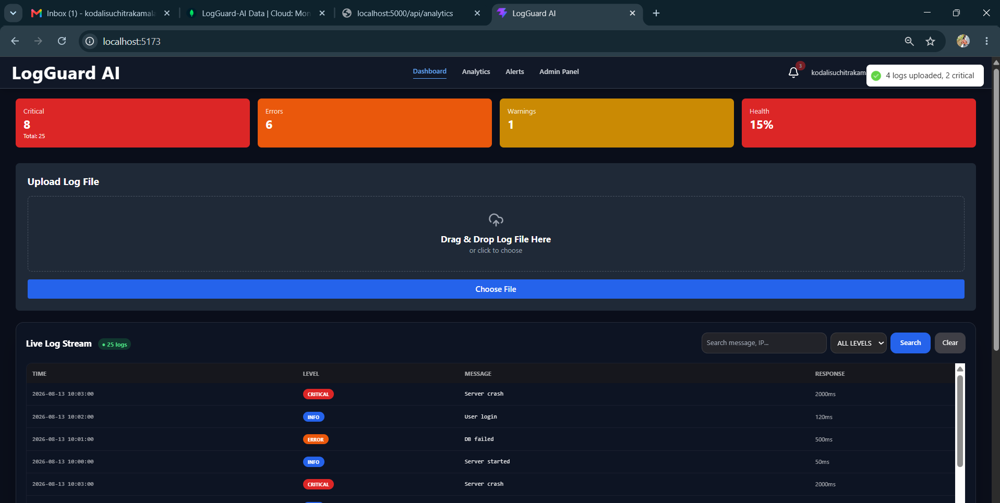 Inbox (1) - kodalisuchitrakamala
LogGuard-AI Data | Cloud: Mon
localhost:5000/api/analytics
LogGuard AI
localhost:5173
LogGuard AI
Dashboard
Analytics
Alerts
Admin Panel
3
kodalisuchitrakam
4 logs uploaded, 2 critical
Critical
8
Total: 25
Errors
6
Warnings
1
Health
15%
Upload Log File
Drag & Drop Log File Here
or click to choose
Choose File
Live Log Stream
● 25 logs
Search message, IP...
ALL LEVELS
Search
Clear
TIME LEVEL MESSAGE RESPONSE
2026-08-13 10:03:00 CRITICAL Server crash 2000ms
2026-08-13 10:02:00 INFO User login 120ms
2026-08-13 10:01:00 ERROR DB failed 500ms
2026-08-13 10:00:00 INFO Server started 50ms
2026-08-13 10:03:00 CRITICAL Server crash 2000ms